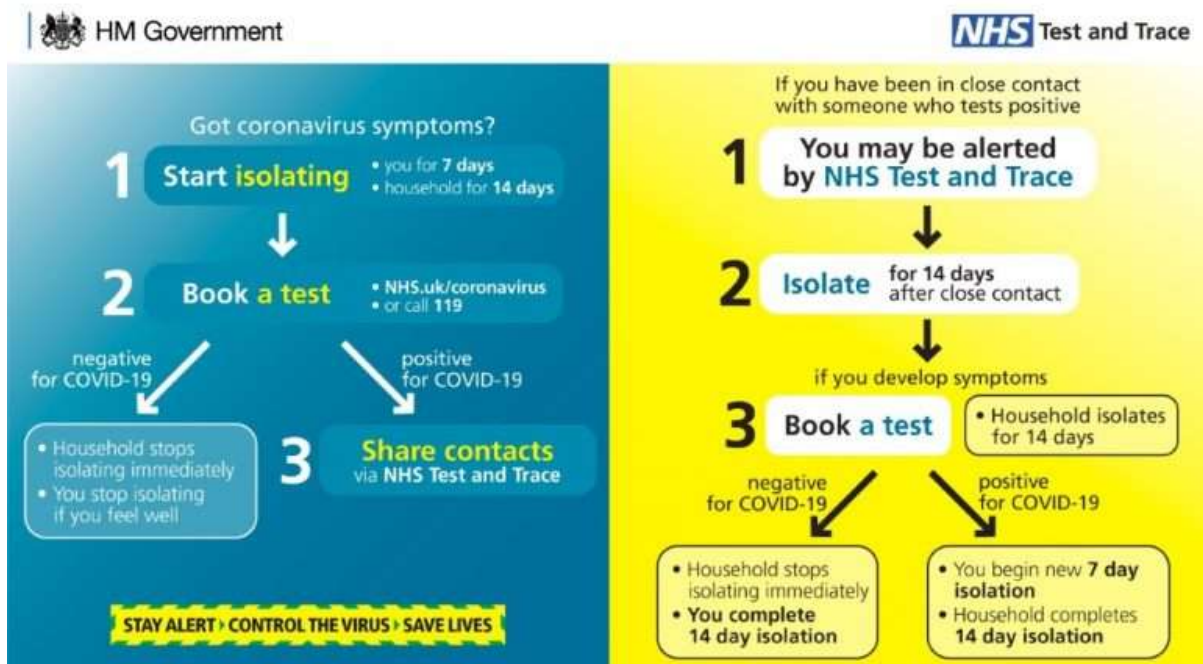 HM Government
NHS Test and Trace
Got coronavirus symptoms?
1
Start isolating
• you for 7 days
• household for 14 days
2
Book a test
• NHS.uk/coronavirus
• or call 119
negative
for COVID-19
positive
for COVID-19
• Household stops
isolating immediately
• You stop isolating
if you feel well
3
Share contacts
via NHS Test and Trace
STAY ALERT › CONTROL THE VIRUS › SAVE LIVES
If you have been in close contact
with someone who tests positive
1
You may be alerted
by NHS Test and Trace
2
Isolate
for 14 days
after close contact
if you develop symptoms
3
Book a test
• Household isolates
for 14 days
negative
for COVID-19
positive
for COVID-19
• Household stops
isolating immediately
• You complete
14 day isolation
• You begin new 7 day
isolation
• Household completes
14 day isolation